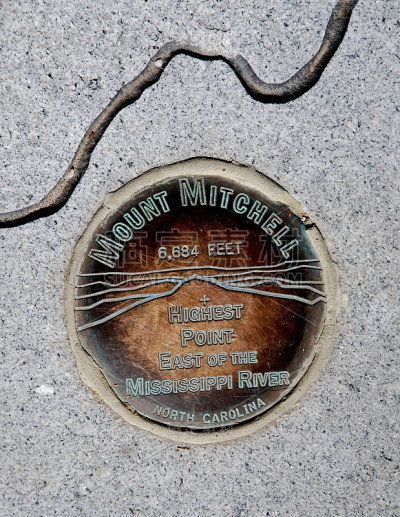 MOUNT MITCHELL
6,684 FEET
+
HIGHEST
POINT
EAST OF THE
MISSISSIPPI RIVER
NORTH CAROLINA